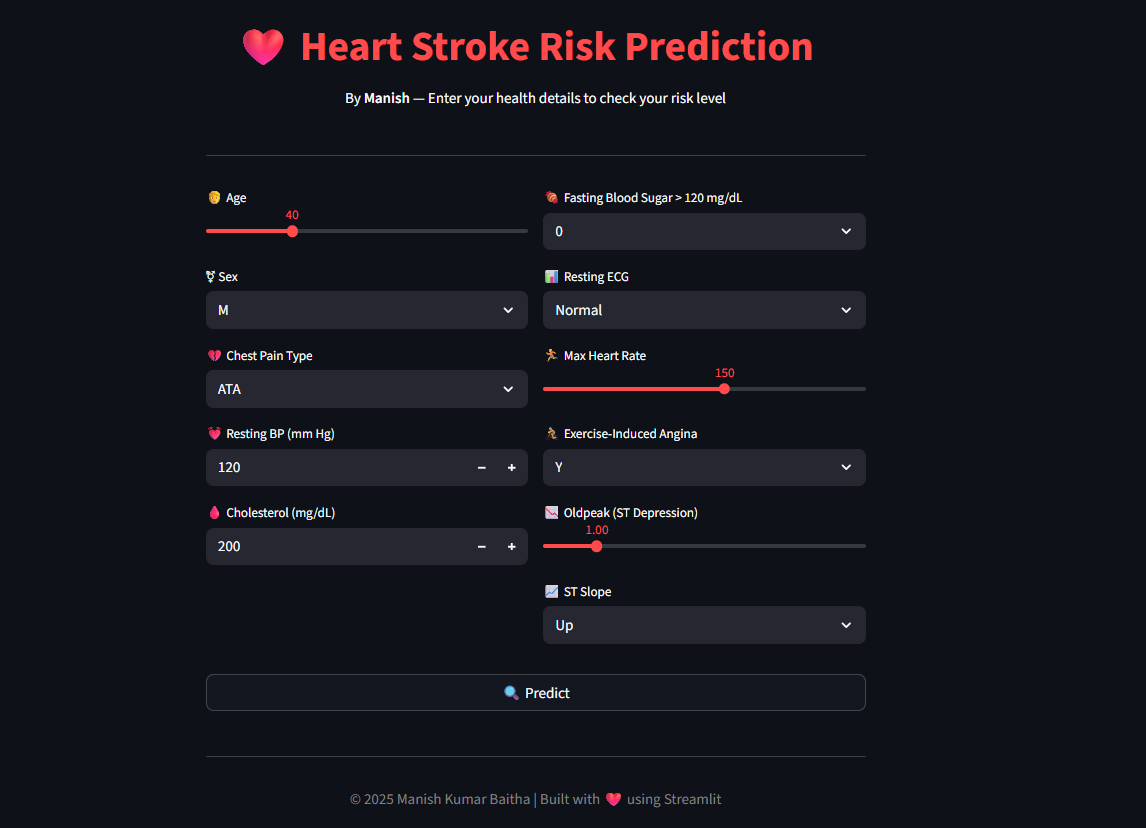 Heart Stroke Risk Prediction
By Manish — Enter your health details to check your risk level
Age
40
Sex
M
Chest Pain Type
ATA
Resting BP (mm Hg)
120
Cholesterol (mg/dL)
200
Fasting Blood Sugar > 120 mg/dL
0
Resting ECG
Normal
Max Heart Rate
150
Exercise-Induced Angina
Y
Oldpeak (ST Depression)
1.00
ST Slope
Up
Predict
© 2025 Manish Kumar Baitha | Built with ❤️ using Streamlit